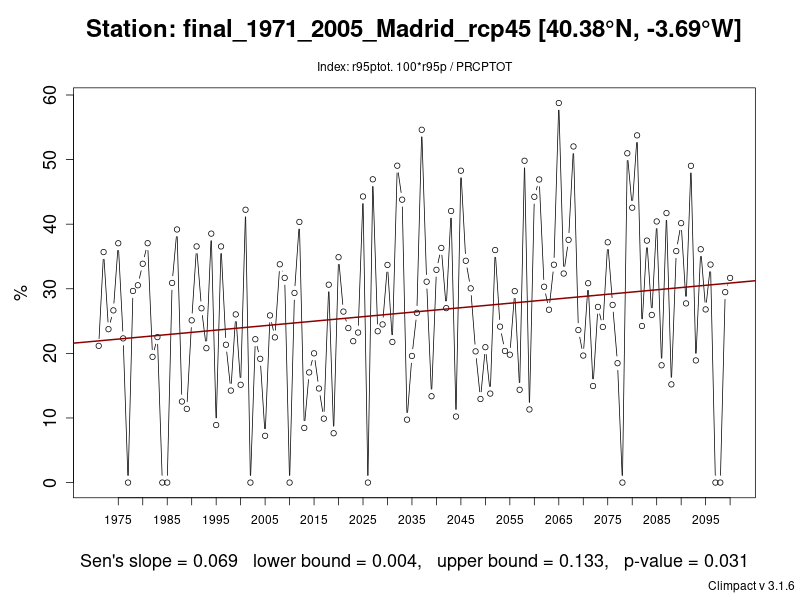 Station: final_1971_2005_Madrid_rcp45 [40.38°N, -3.69°W]
Index: r95ptot. 100*r95p / PRCPTOT
60
50
40
30
20
10
0
%
1975 1985 1995 2005 2015 2025 2035 2045 2055 2065 2075 2085 2095
Sen's slope = 0.069 lower bound = 0.004, upper bound = 0.133, p-value = 0.031
Climpact v 3.1.6